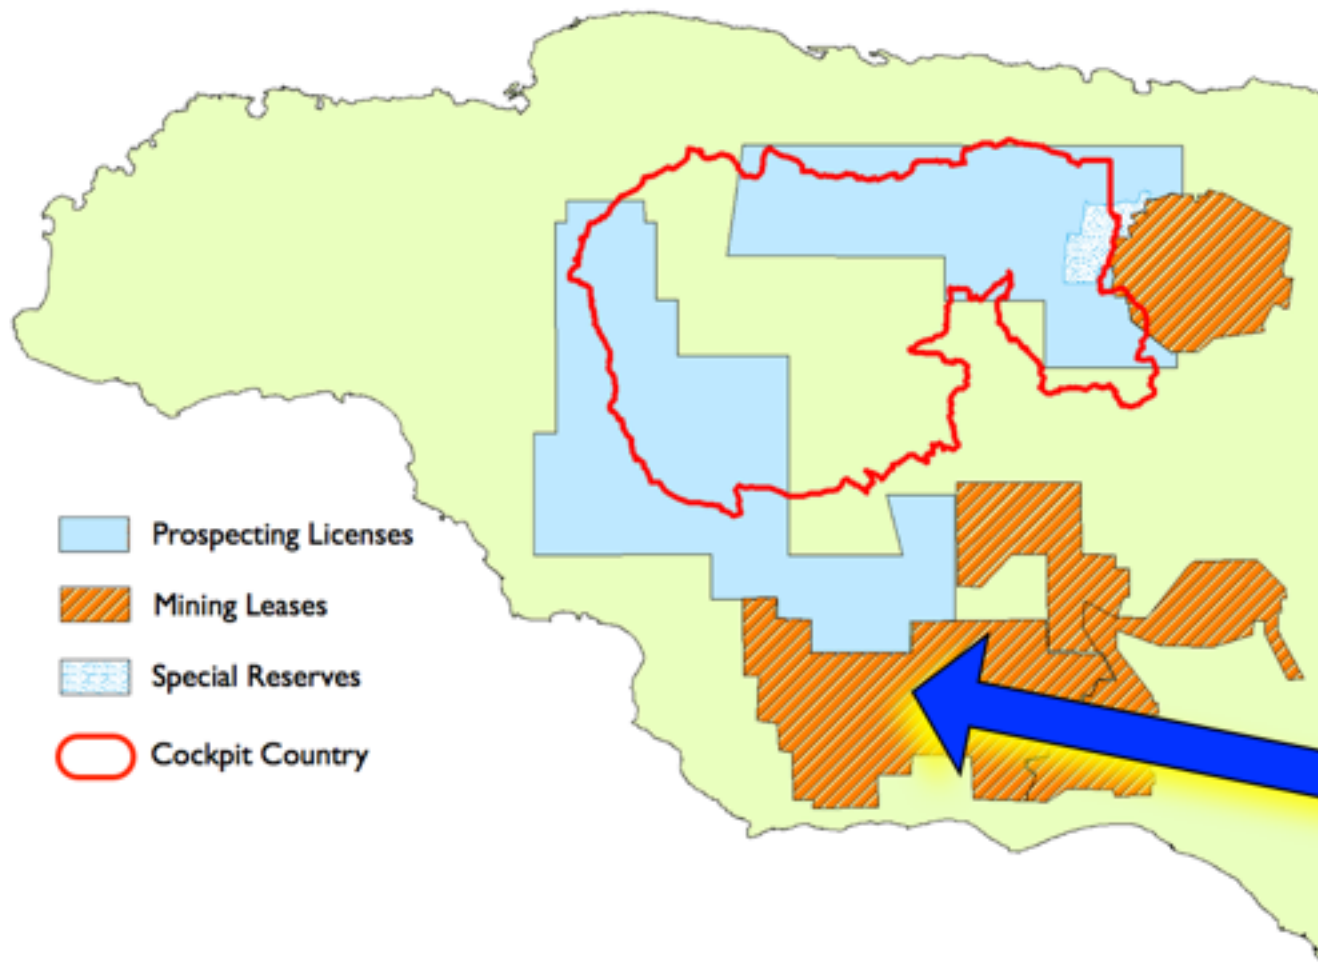 Prospecting Licenses
Mining Leases
Special Reserves
Cockpit Country